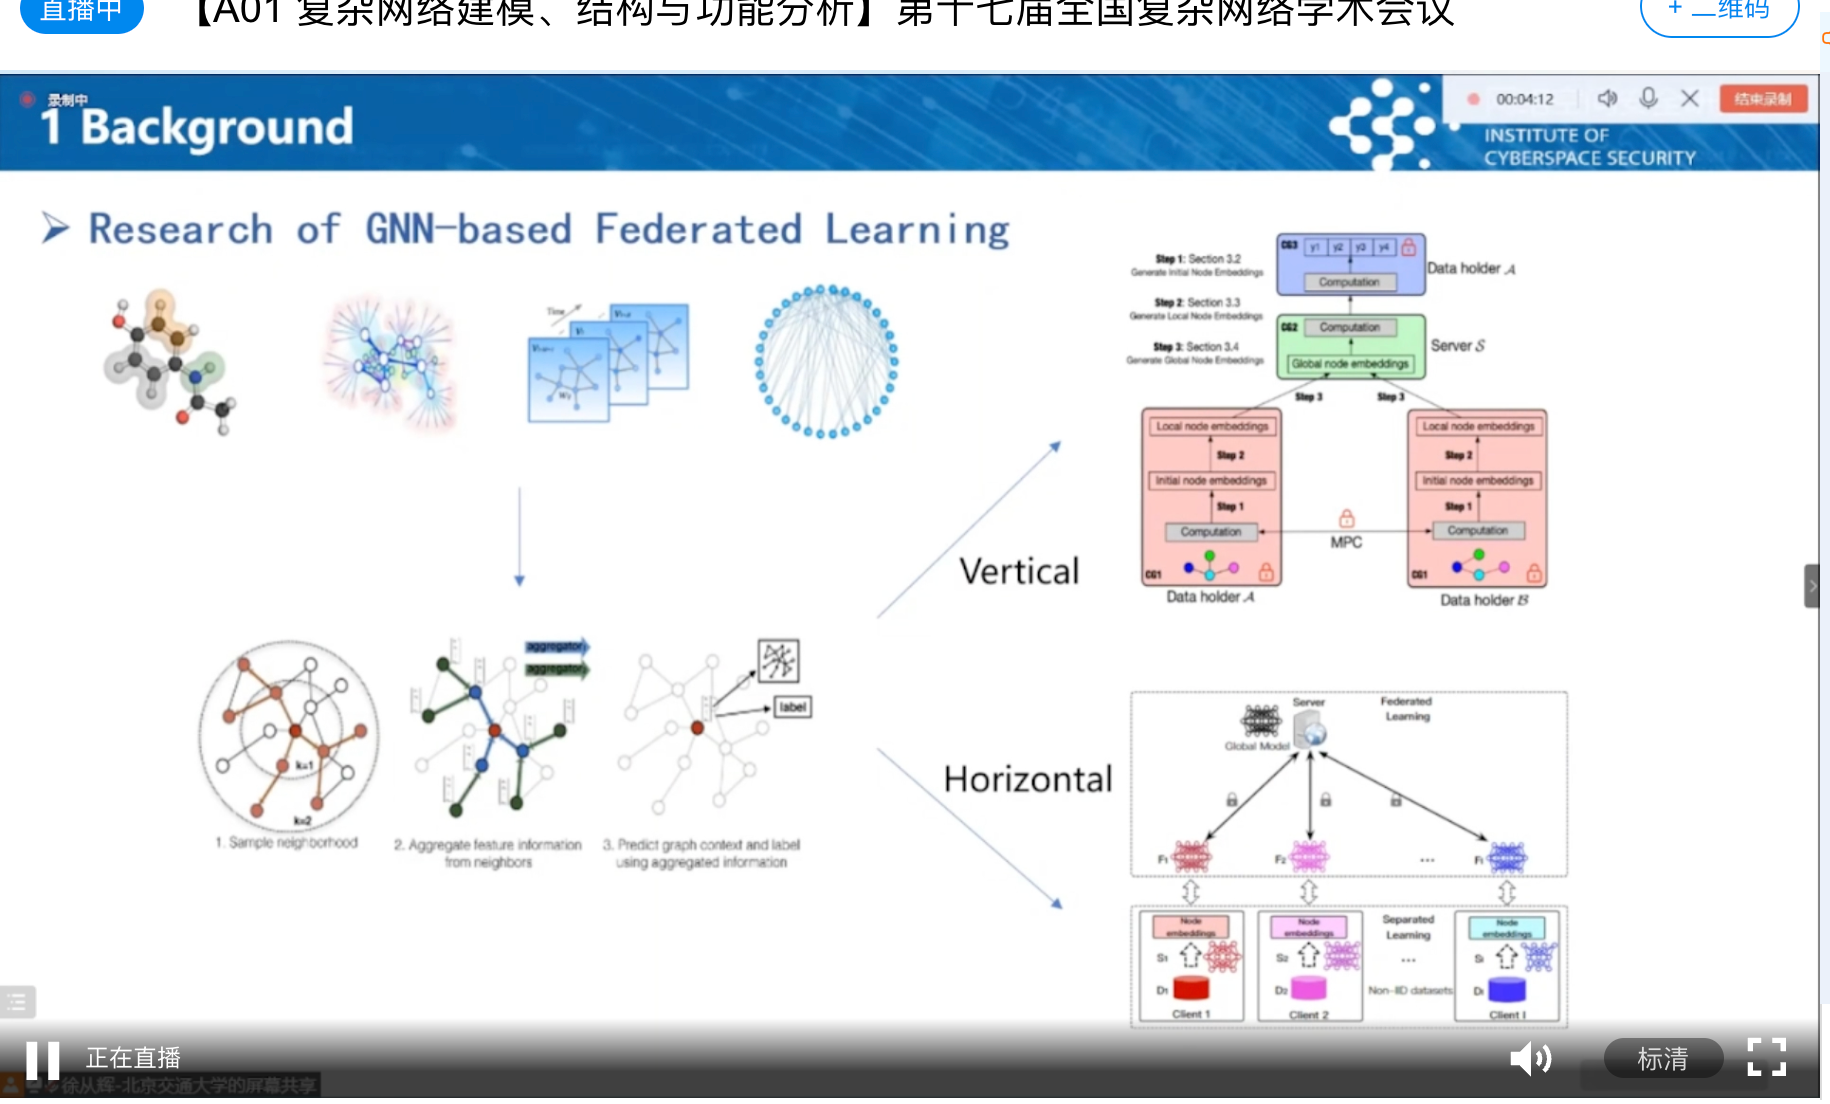 直播中
【A01 复杂网络建模、结构与功能分析】第十七届全国复杂网络学术会议
+ 二维码
录制中
1 Background
00:04:12
结束录制
INSTITUTE OF
CYBERSPACE SECURITY
➢ Research of GNN-based Federated Learning
Time
Step 1: Section 3.2
Generate Initial Node Embeddings
Step 2: Section 3.3
Generate Local Node Embeddings
Step 3: Section 3.4
Generate Global Node Embeddings
CG3
y1 y2 y3 y4
Computation
Data holder A
CG2
Computation
Global node embeddings
Server S
Step 3
Step 3
Local node embeddings
Step 2
Initial node embeddings
Step 1
Computation
CG1
Data holder A
MPC
Local node embeddings
Step 2
Initial node embeddings
Step 1
Computation
CG1
Data holder B
Vertical
Horizontal
k=1
k=2
1. Sample neighborhood
aggregator1
aggregator2
2. Aggregate feature information
from neighbors
label
3. Predict graph context and label
using aggregated information
Server
Global Model
Federated
Learning
F1
F2
...
Node
embeddings
S1
D1
Client 1
Node
embeddings
S2
D2
Client 2
Separated
Learning
...
Non-IID datasets
Node
embeddings
Client I
正在直播
标清
徐从辉-北京交通大学的屏幕共享